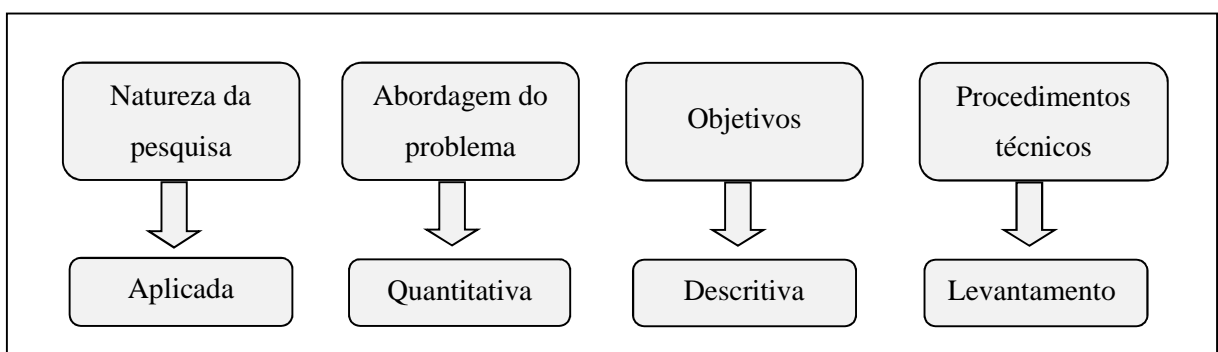 Natureza da
pesquisa
Abordagem do
problema
Objetivos
Procedimentos
técnicos
Aplicada
Quantitativa
Descritiva
Levantamento